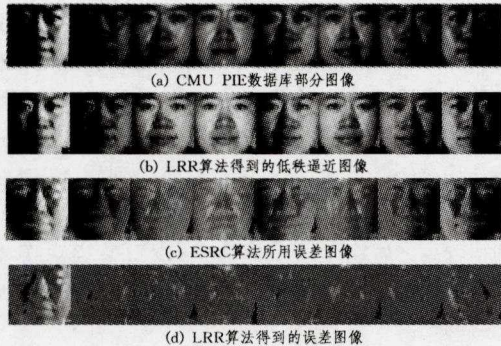 (a) CMU PIE数据库部分图像
(b) LRR算法得到的低秩逼近图像
(c) ESRC算法所用误差图像
(d) LRR算法得到的误差图像